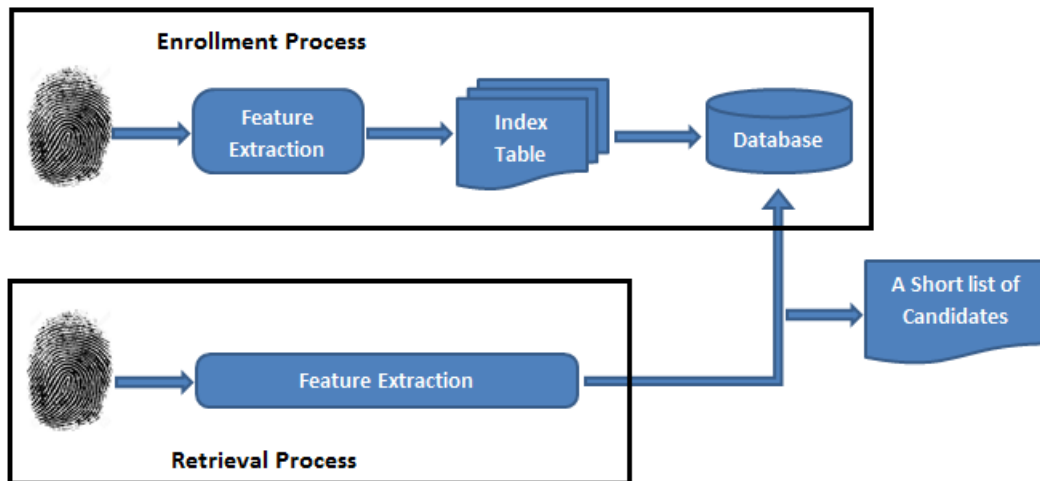 Enrollment Process
Feature
Extraction
Index
Table
Database
A Short list of
Candidates
Feature Extraction
Retrieval Process